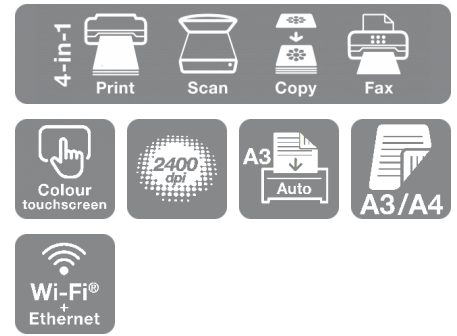 4-in-1
Print Scan Copy Fax
Colour
touchscreen
2400
dpi
A3
Auto
A3/A4
Wi-Fi®
+
Ethernet